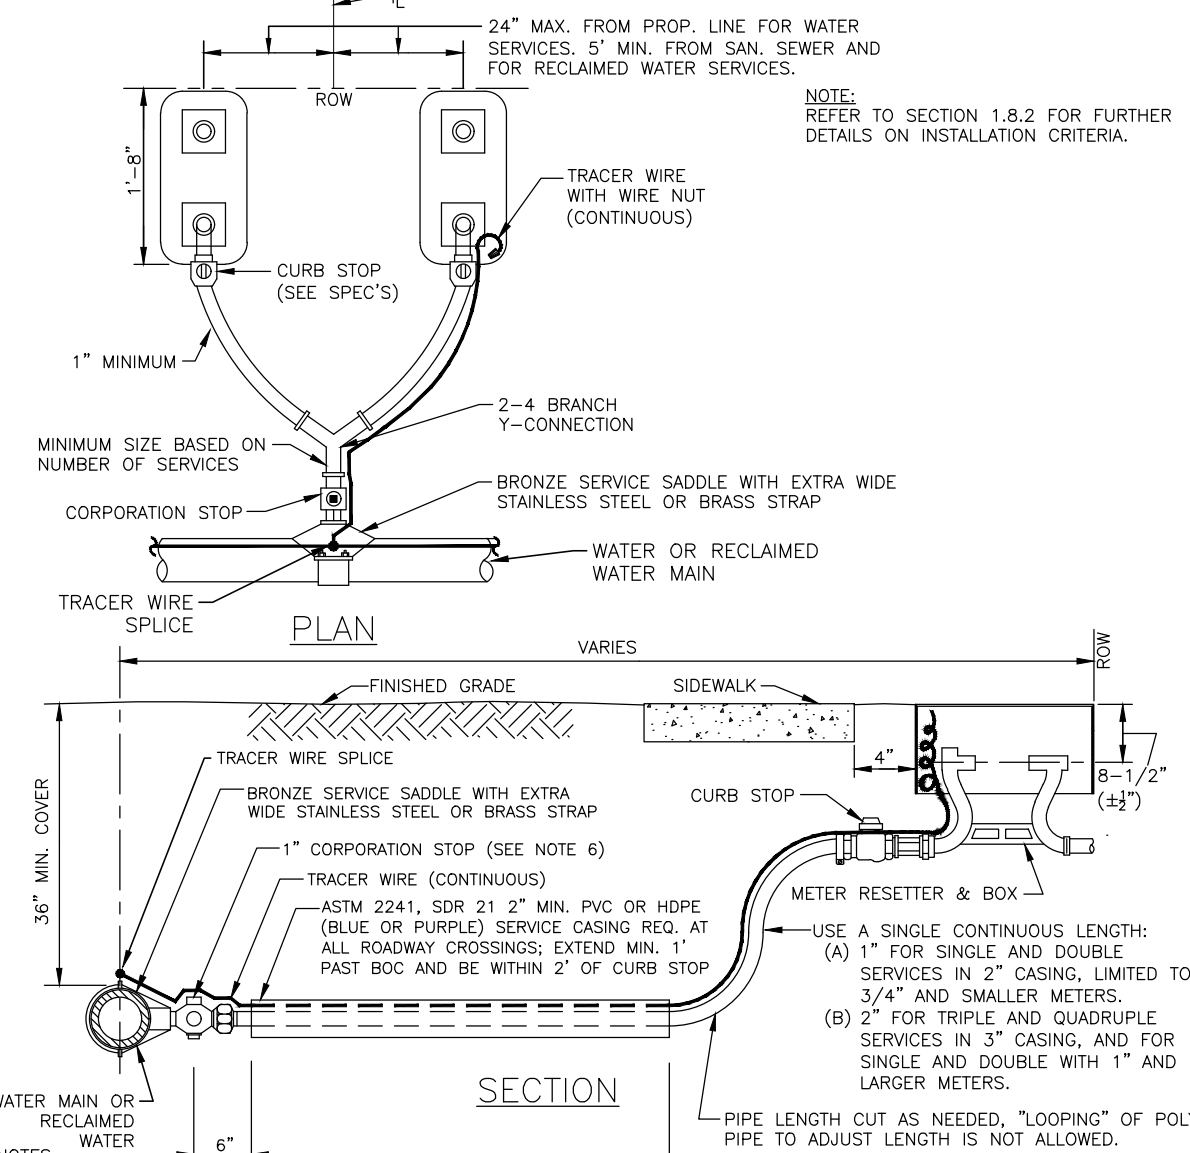 24" MAX. FROM PROP. LINE FOR WATER
SERVICES. 5' MIN. FROM SAN. SEWER AND
FOR RECLAIMED WATER SERVICES.
ROW
NOTE:
REFER TO SECTION 1.8.2 FOR FURTHER
DETAILS ON INSTALLATION CRITERIA.
1'-8"
TRACER WIRE
WITH WIRE NUT
(CONTINUOUS)
CURB STOP
(SEE SPEC'S)
1" MINIMUM
2-4 BRANCH
Y-CONNECTION
MINIMUM SIZE BASED ON
NUMBER OF SERVICES
BRONZE SERVICE SADDLE WITH EXTRA WIDE
STAINLESS STEEL OR BRASS STRAP
CORPORATION STOP
WATER OR RECLAIMED
WATER MAIN
TRACER WIRE
SPLICE
PLAN
VARIES
ROW
FINISHED GRADE
SIDEWALK
TRACER WIRE SPLICE
4"
8-1/2"
(±½")
BRONZE SERVICE SADDLE WITH EXTRA
WIDE STAINLESS STEEL OR BRASS STRAP
CURB STOP
36" MIN. COVER
1" CORPORATION STOP (SEE NOTE 6)
TRACER WIRE (CONTINUOUS)
METER RESETTER & BOX
ASTM 2241, SDR 21 2" MIN. PVC OR HDPE
(BLUE OR PURPLE) SERVICE CASING REQ. AT
ALL ROADWAY CROSSINGS; EXTEND MIN. 1'
PAST BOC AND BE WITHIN 2' OF CURB STOP
USE A SINGLE CONTINUOUS LENGTH:
(A) 1" FOR SINGLE AND DOUBLE
SERVICES IN 2" CASING, LIMITED TO
3/4" AND SMALLER METERS.
(B) 2" FOR TRIPLE AND QUADRUPLE
SERVICES IN 3" CASING, AND FOR
SINGLE AND DOUBLE WITH 1" AND
LARGER METERS.
SECTION
WATER MAIN OR
RECLAIMED
WATER
6"
PIPE LENGTH CUT AS NEEDED, "LOOPING" OF POLY
PIPE TO ADJUST LENGTH IS NOT ALLOWED.